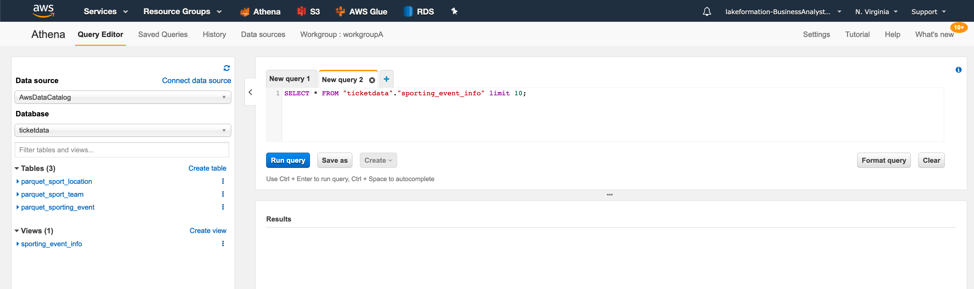 aws Services Resource Groups Athena S3 AWS Glue RDS lakeformation-BusinessAnalyst... N. Virginia Support
Athena Query Editor Saved Queries History Data sources Workgroup : workgroupA Settings Tutorial Help What's new 10+
Data source Connect data source
AwsDataCatalog
Database
ticketdata
Filter tables and views...
Tables (3) Create table
parquet_sport_location
parquet_sport_team
parquet_sporting_event
Views (1) Create view
sporting_event_info
New query 1 New query 2 +
1 SELECT * FROM "ticketdata"."sporting_event_info" limit 10;
Run query Save as Create Format query Clear
Use Ctrl + Enter to run query, Ctrl + Space to autocomplete
Results